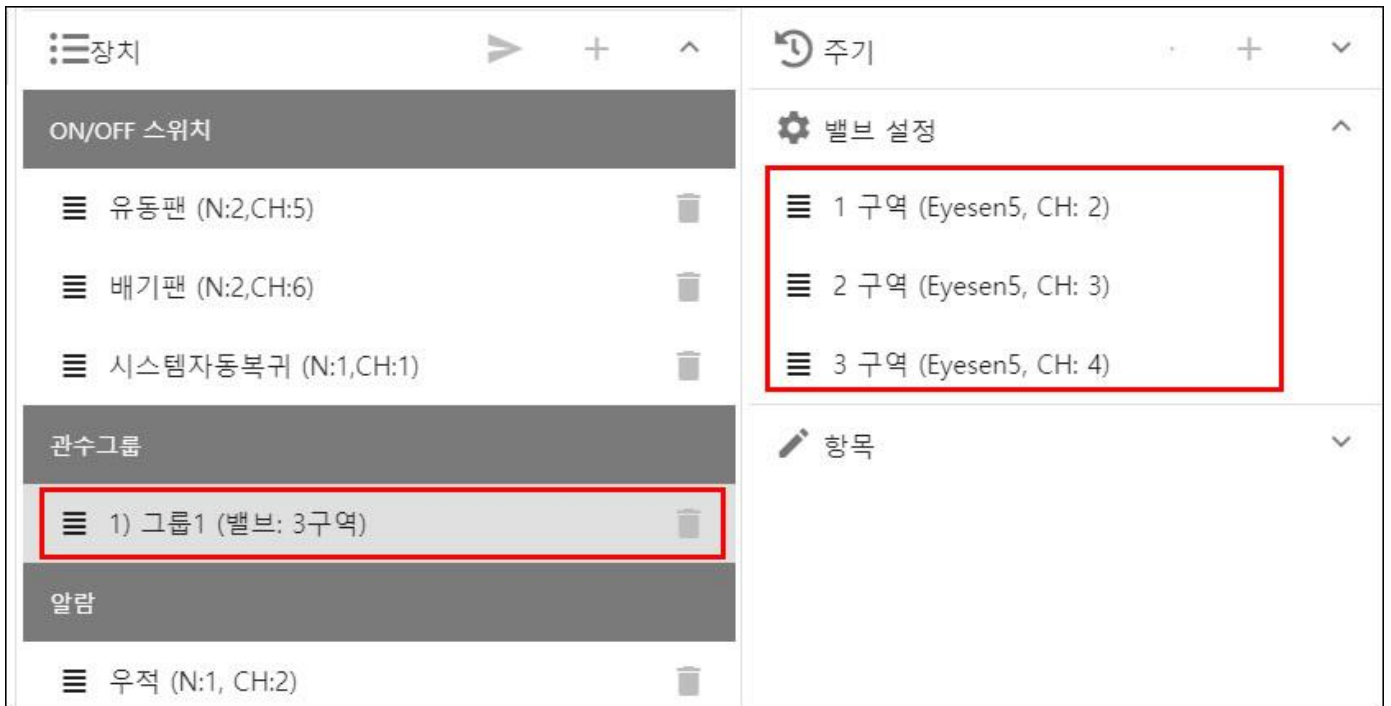 장치
ON/OFF 스위치
유동팬 (N:2,CH:5)
배기팬 (N:2,CH:6)
시스템자동복귀 (N:1,CH:1)
관수그룹
1) 그룹1 (밸브: 3구역)
알람
우적 (N:1, CH:2)
주기
밸브 설정
1 구역 (Eyesen5, CH: 2)
2 구역 (Eyesen5, CH: 3)
3 구역 (Eyesen5, CH: 4)
항목